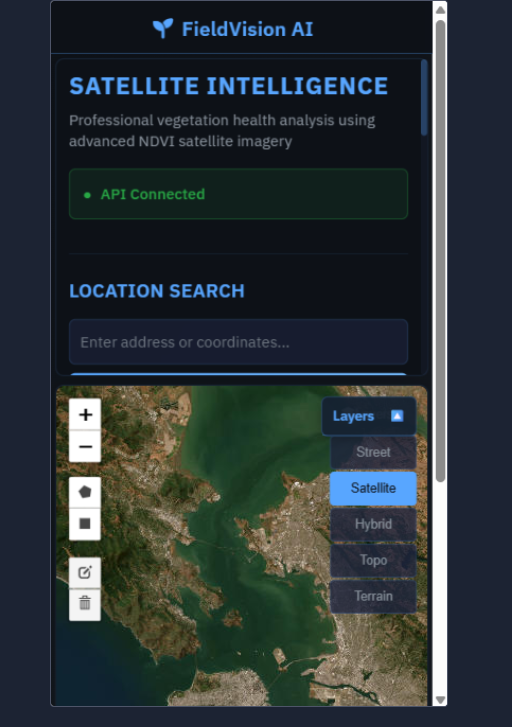 FieldVision AI
SATELLITE INTELLIGENCE
Professional vegetation health analysis using
advanced NDVI satellite imagery
API Connected
LOCATION SEARCH
Enter address or coordinates...
+
−
Layers
Street
Satellite
Hybrid
Topo
Terrain